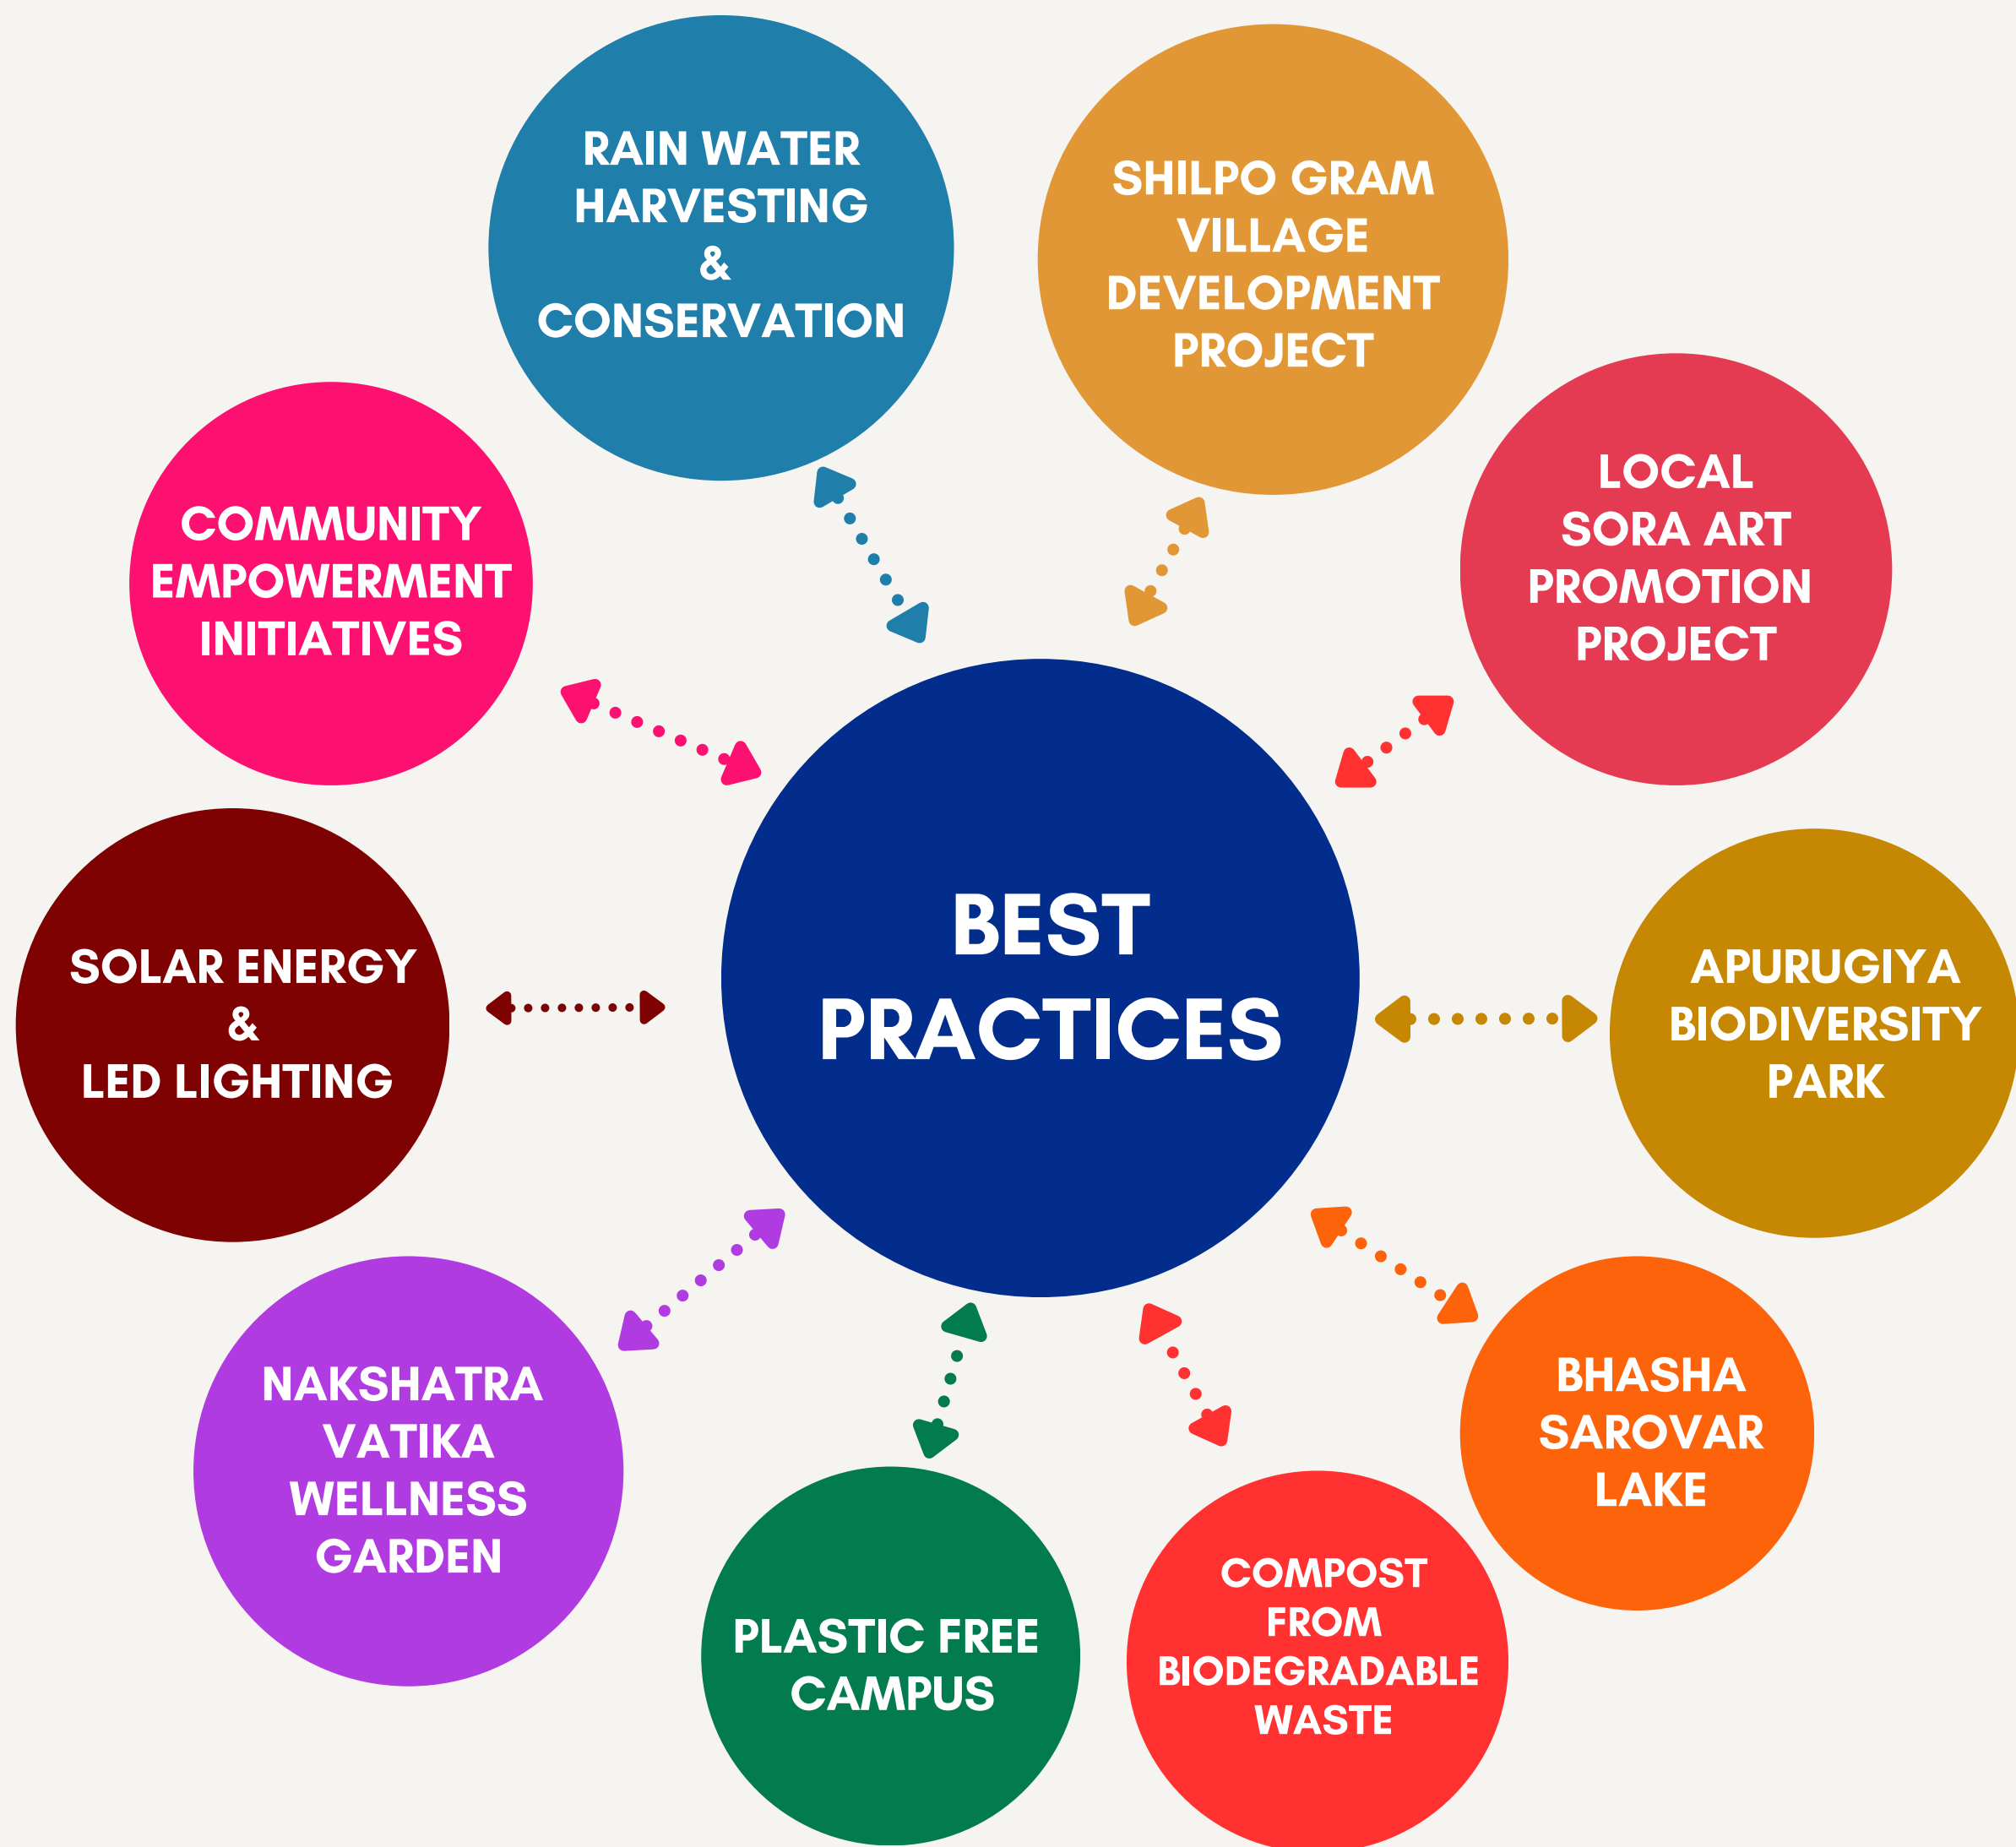 RAIN WATER
HARVESTING
&
CONSERVATION
SHILPO GRAM
VILLAGE
DEVELOPMENT
PROJECT
LOCAL
SORA ART
PROMOTION
PROJECT
COMMUNITY
EMPOWERMENT
INITIATIVES
BEST
PRACTICES
SOLAR ENERGY
&
LED LIGHTING
APURUGIYA
BIODIVERSITY
PARK
NAKSHATRA
VATIKA
WELLNESS
GARDEN
BHASHA
SAROVAR
LAKE
PLASTIC FREE
CAMPUS
COMPOST
FROM
BIODEGRADABLE
WASTE